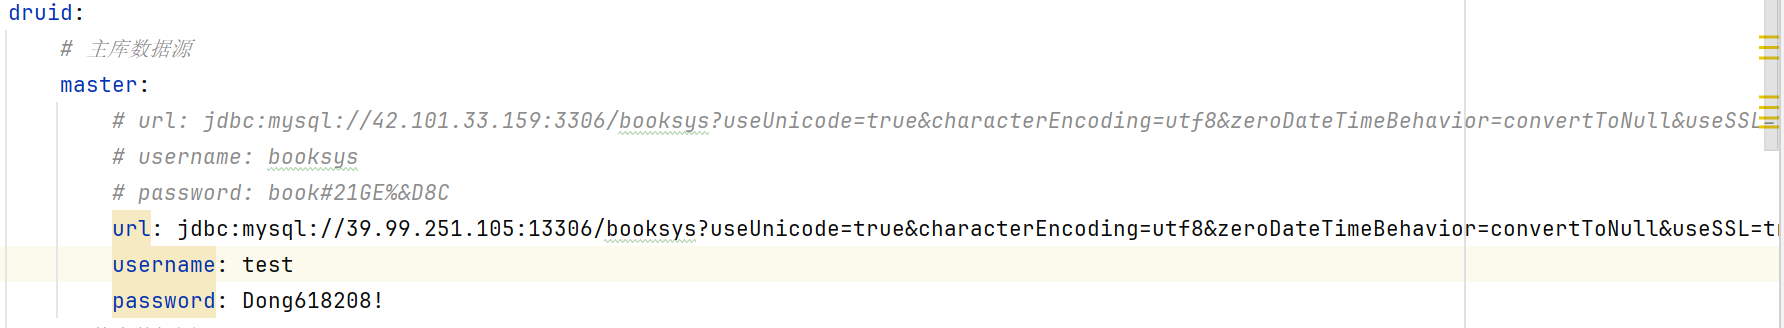 druid:
# 主库数据源
master:
# url: jdbc:mysql://42.101.33.159:3306/booksys?useUnicode=true&characterEncoding=utf8&zeroDateTimeBehavior=convertToNull&useSSL=
# username: booksys
# password: book#21GE%&D8C
url: jdbc:mysql://39.99.251.105:13306/booksys?useUnicode=true&characterEncoding=utf8&zeroDateTimeBehavior=convertToNull&useSSL=tr
username: test
password: Dong618208!